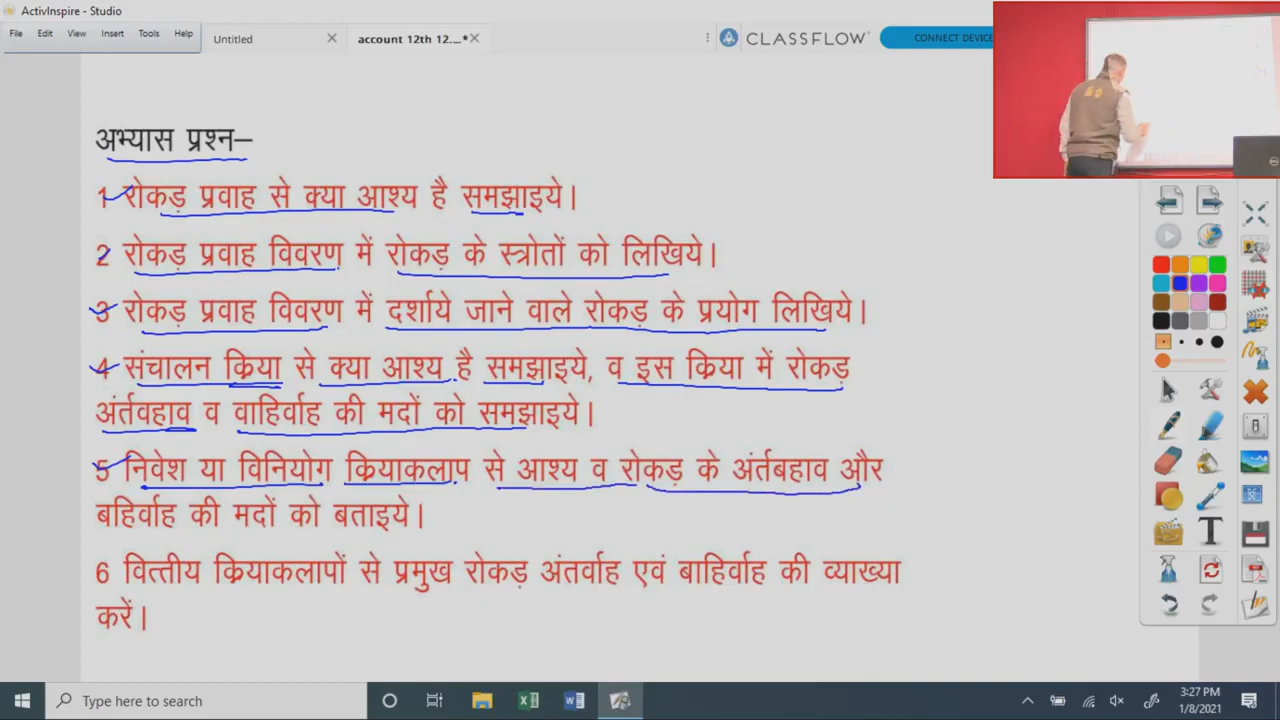 ActivInspire - Studio
File Edit View Insert Tools Help
Untitled
account 12th 12....*
CLASSFLOW
CONNECT DEVICE
अभ्यास प्रश्न–
1 रोकड़ प्रवाह से क्या आश्य है समझाइये।
2 रोकड़ प्रवाह विवरण में रोकड़ के स्त्रोतों को लिखिये।
3 रोकड़ प्रवाह विवरण में दर्शाये जाने वाले रोकड़ के प्रयोग लिखिये।
4 संचालन क्रिया से क्या आश्य है समझाइये, व इस क्रिया में रोकड़
अंर्तवहाव व वाहिर्वाह की मदों को समझाइये।
5 निवेश या विनियोग क्रियाकलाप से आश्य व रोकड़ के अंर्तबहाव और
बहिर्वाह की मदों को बताइये।
6 वित्तीय क्रियाकलापों से प्रमुख रोकड़ अंतर्वाह एवं बाहिर्वाह की व्याख्या
करें।
Type here to search
3:27 PM
1/8/2021